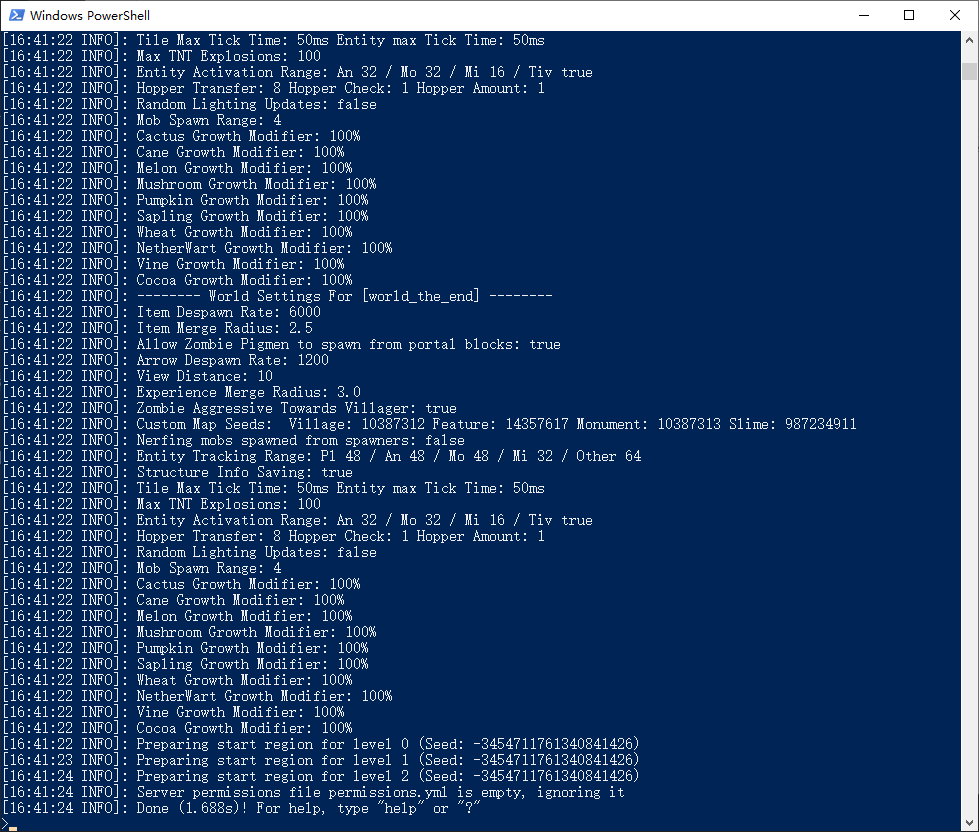 Windows PowerShell
[16:41:22 INFO]: Tile Max Tick Time: 50ms Entity max Tick Time: 50ms
[16:41:22 INFO]: Max TNT Explosions: 100
[16:41:22 INFO]: Entity Activation Range: An 32 / Mo 32 / Mi 16 / Tiv true
[16:41:22 INFO]: Hopper Transfer: 8 Hopper Check: 1 Hopper Amount: 1
[16:41:22 INFO]: Random Lighting Updates: false
[16:41:22 INFO]: Mob Spawn Range: 4
[16:41:22 INFO]: Cactus Growth Modifier: 100%
[16:41:22 INFO]: Cane Growth Modifier: 100%
[16:41:22 INFO]: Melon Growth Modifier: 100%
[16:41:22 INFO]: Mushroom Growth Modifier: 100%
[16:41:22 INFO]: Pumpkin Growth Modifier: 100%
[16:41:22 INFO]: Sapling Growth Modifier: 100%
[16:41:22 INFO]: Wheat Growth Modifier: 100%
[16:41:22 INFO]: NetherWart Growth Modifier: 100%
[16:41:22 INFO]: Vine Growth Modifier: 100%
[16:41:22 INFO]: Cocoa Growth Modifier: 100%
[16:41:22 INFO]: -------- World Settings For [world_the_end] --------
[16:41:22 INFO]: Item Despawn Rate: 6000
[16:41:22 INFO]: Item Merge Radius: 2.5
[16:41:22 INFO]: Allow Zombie Pigmen to spawn from portal blocks: true
[16:41:22 INFO]: Arrow Despawn Rate: 1200
[16:41:22 INFO]: View Distance: 10
[16:41:22 INFO]: Experience Merge Radius: 3.0
[16:41:22 INFO]: Zombie Aggressive Towards Villager: true
[16:41:22 INFO]: Custom Map Seeds:  Village: 10387312 Feature: 14357617 Monument: 10387313 Slime: 987234911
[16:41:22 INFO]: Nerfing mobs spawned from spawners: false
[16:41:22 INFO]: Entity Tracking Range: Pl 48 / An 48 / Mo 48 / Mi 32 / Other 64
[16:41:22 INFO]: Structure Info Saving: true
[16:41:22 INFO]: Tile Max Tick Time: 50ms Entity max Tick Time: 50ms
[16:41:22 INFO]: Max TNT Explosions: 100
[16:41:22 INFO]: Entity Activation Range: An 32 / Mo 32 / Mi 16 / Tiv true
[16:41:22 INFO]: Hopper Transfer: 8 Hopper Check: 1 Hopper Amount: 1
[16:41:22 INFO]: Random Lighting Updates: false
[16:41:22 INFO]: Mob Spawn Range: 4
[16:41:22 INFO]: Cactus Growth Modifier: 100%
[16:41:22 INFO]: Cane Growth Modifier: 100%
[16:41:22 INFO]: Melon Growth Modifier: 100%
[16:41:22 INFO]: Mushroom Growth Modifier: 100%
[16:41:22 INFO]: Pumpkin Growth Modifier: 100%
[16:41:22 INFO]: Sapling Growth Modifier: 100%
[16:41:22 INFO]: Wheat Growth Modifier: 100%
[16:41:22 INFO]: NetherWart Growth Modifier: 100%
[16:41:22 INFO]: Vine Growth Modifier: 100%
[16:41:22 INFO]: Cocoa Growth Modifier: 100%
[16:41:22 INFO]: Preparing start region for level 0 (Seed: -3454711761340841426)
[16:41:23 INFO]: Preparing start region for level 1 (Seed: -3454711761340841426)
[16:41:24 INFO]: Preparing start region for level 2 (Seed: -3454711761340841426)
[16:41:24 INFO]: Server permissions file permissions.yml is empty, ignoring it
[16:41:24 INFO]: Done (1.688s)! For help, type "help" or "?"
>